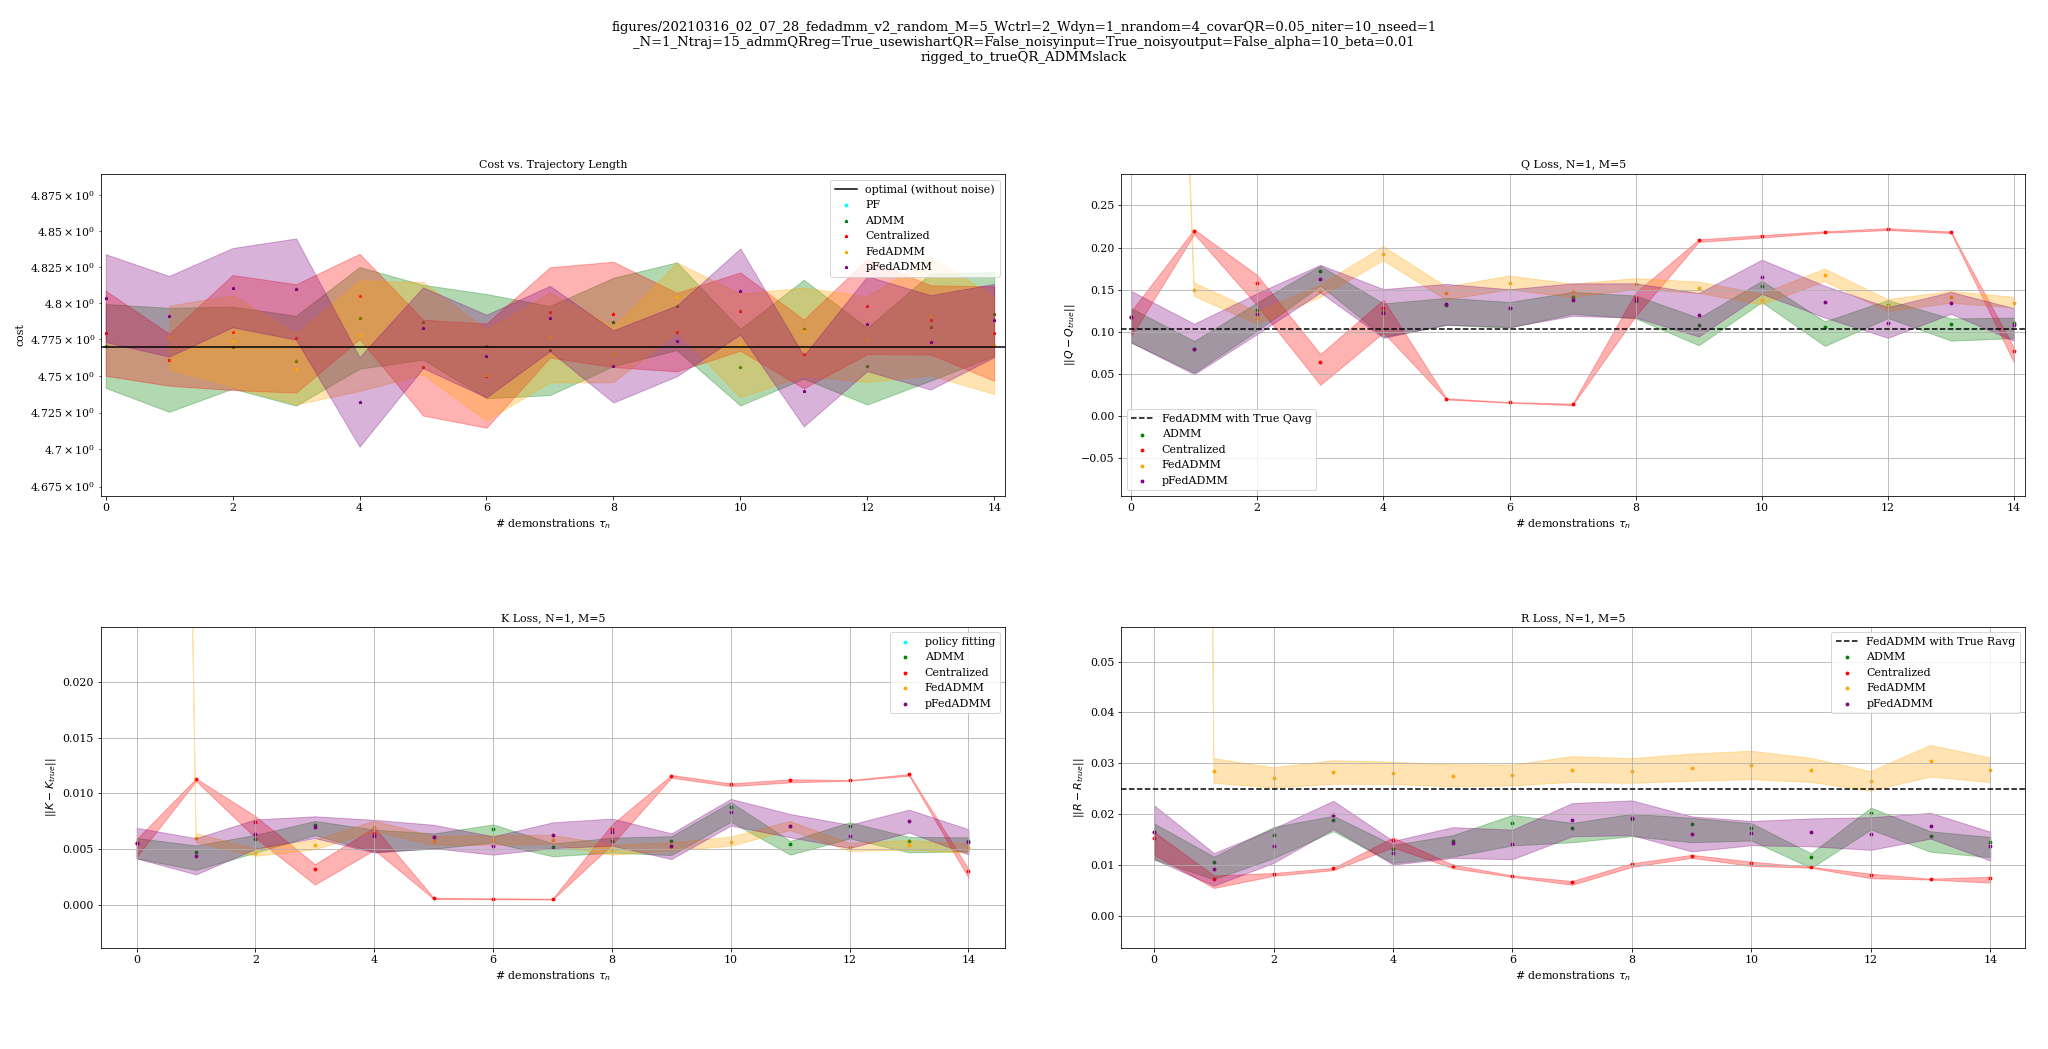 figures/20210316_02_07_28_fedadmm_v2_random_M=5_Wctrl=2_Wdyn=1_nrandom=4_covarQR=0.05_niter=10_nseed=1
_N=1_Ntraj=15_admmQRreg=True_usewishartQR=False_noisyinput=True_noisyoutput=False_alpha=10_beta=0.01
rigged_to_trueQR_ADMMslack
Cost vs. Trajectory Length
4.875 × 10⁰
4.85 × 10⁰
4.825 × 10⁰
4.8 × 10⁰
4.775 × 10⁰
4.75 × 10⁰
4.725 × 10⁰
4.7 × 10⁰
4.675 × 10⁰
cost
optimal (without noise)
PF
ADMM
Centralized
FedADMM
pFedADMM
0 2 4 6 8 10 12 14
# demonstrations τₙ
Q Loss, N=1, M=5
0.25
0.20
0.15
0.10
0.05
0.00
−0.05
||Q − Q_true||
FedADMM with True Qavg
ADMM
Centralized
FedADMM
pFedADMM
0 2 4 6 8 10 12 14
# demonstrations τₙ
K Loss, N=1, M=5
0.020
0.015
0.010
0.005
0.000
||K − K_true||
policy fitting
ADMM
Centralized
FedADMM
pFedADMM
0 2 4 6 8 10 12 14
# demonstrations τₙ
R Loss, N=1, M=5
0.05
0.04
0.03
0.02
0.01
0.00
||R − R_true||
FedADMM with True Ravg
ADMM
Centralized
FedADMM
pFedADMM
0 2 4 6 8 10 12 14
# demonstrations τₙ